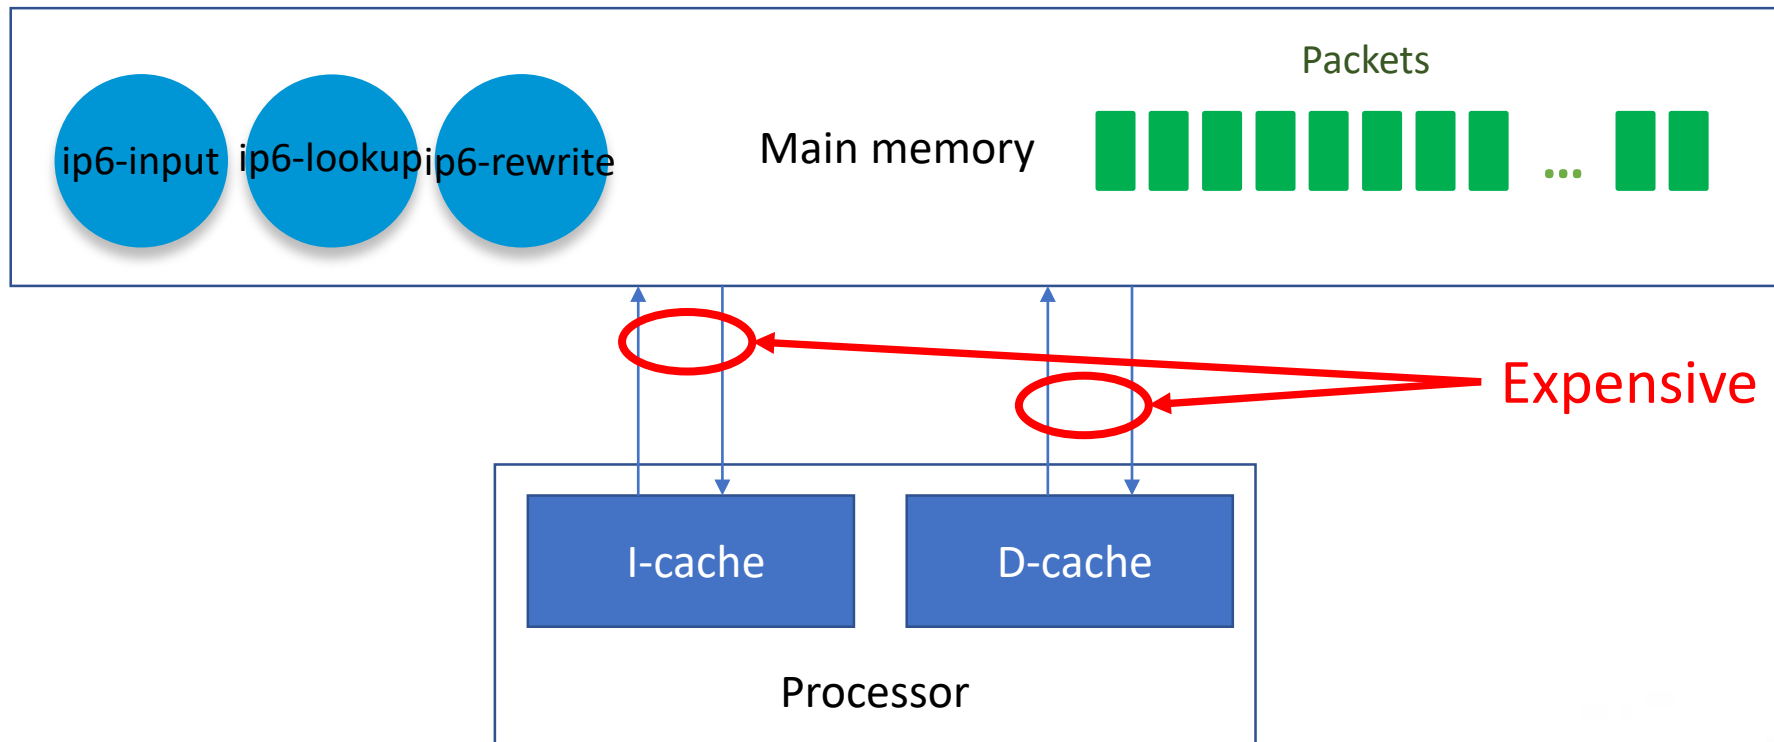 Packets
ip6-input
ip6-lookup
ip6-rewrite
Main memory
...
Expensive
I-cache
D-cache
Processor